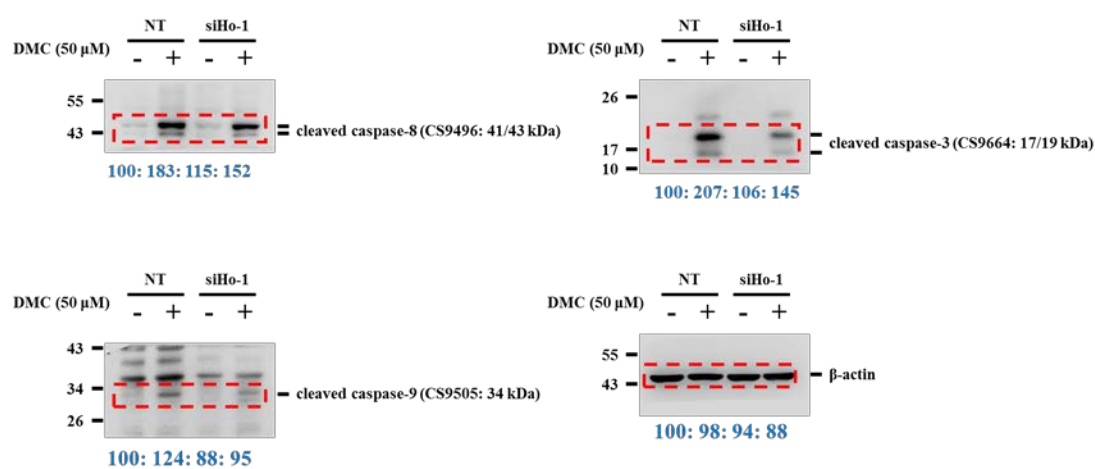 NT siHo-1
DMC (50 μM) - + - +
55
43
cleaved caspase-8 (CS9496: 41/43 kDa)
100: 183: 115: 152
NT siHo-1
DMC (50 μM) - + - +
26
17
10
cleaved caspase-3 (CS9664: 17/19 kDa)
100: 207: 106: 145
NT siHo-1
DMC (50 μM) - + - +
43
34
26
cleaved caspase-9 (CS9505: 34 kDa)
100: 124: 88: 95
NT siHo-1
DMC (50 μM) - + - +
55
43
β-actin
100: 98: 94: 88